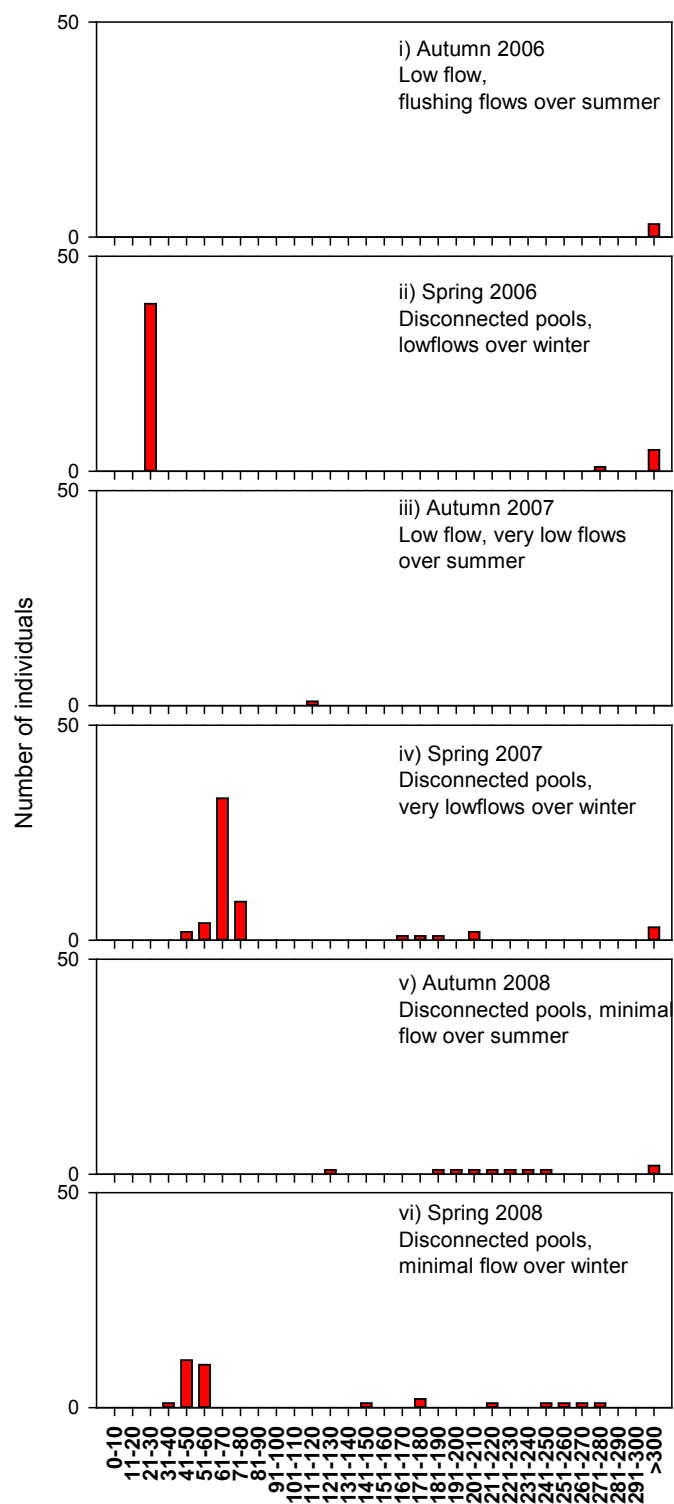 50
i) Autumn 2006
Low flow,
flushing flows over summer
0
50
ii) Spring 2006
Disconnected pools,
lowflows over winter
0
50
iii) Autumn 2007
Low flow, very low flows
over summer
Number of individuals
0
50
iv) Spring 2007
Disconnected pools,
very lowflows over winter
0
50
v) Autumn 2008
Disconnected pools, minimal
flow over summer
0
50
vi) Spring 2008
Disconnected pools,
minimal flow over winter
0
0-10
11-20
21-30
31-40
41-50
51-60
61-70
71-80
81-90
91-100
101-110
111-120
121-130
131-140
141-150
151-160
161-170
171-180
181-190
191-200
201-210
211-220
221-230
231-240
241-250
251-260
261-270
271-280
281-290
291-300
>300